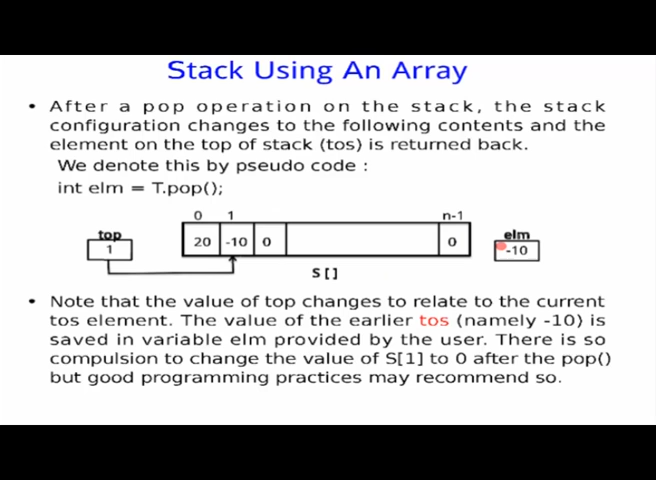 Stack Using An Array
• After a pop operation on the stack, the stack
configuration changes to the following contents and the
element on the top of stack (tos) is returned back.
We denote this by pseudo code :
int elm = T.pop();
0 1 n-1
top
1
20 -10 0 0
elm
-10
S[]
• Note that the value of top changes to relate to the current
tos element. The value of the earlier tos (namely -10) is
saved in variable elm provided by the user. There is so
compulsion to change the value of S[1] to 0 after the pop()
but good programming practices may recommend so.